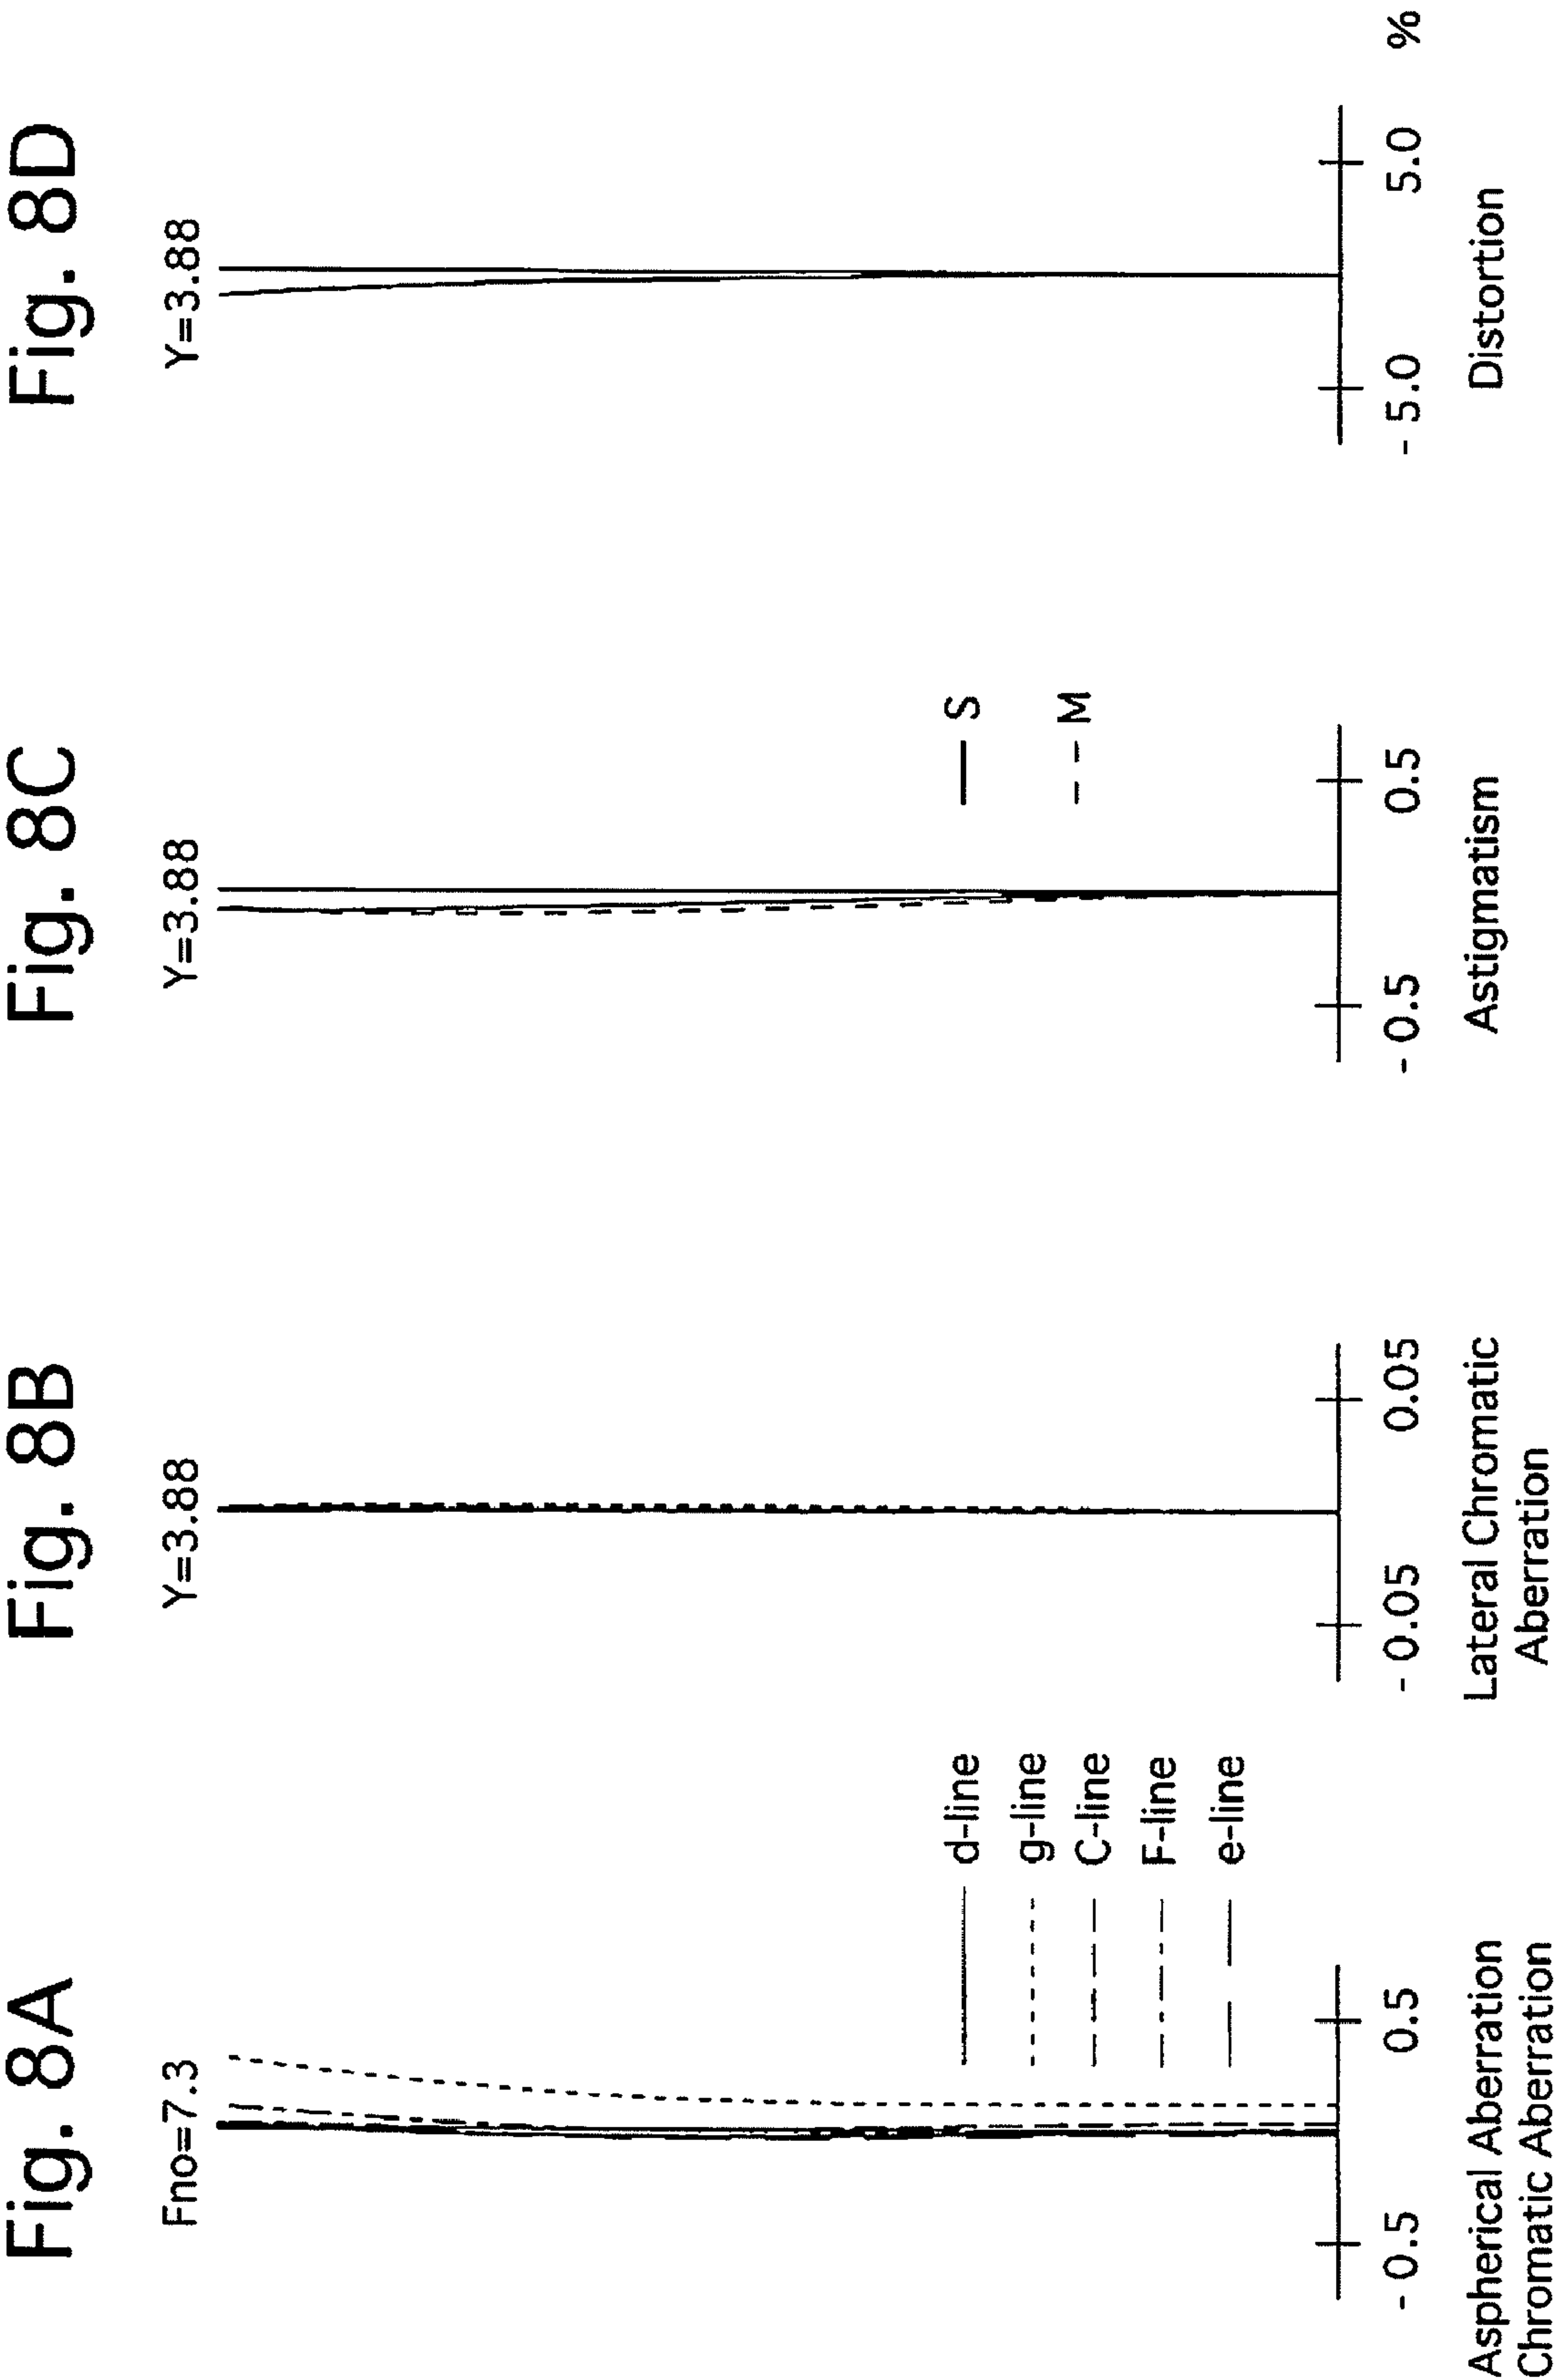 Fig. 8A
Fno=7.3
d-line
g-line
C-line
F-line
e-line
- 0.5
0.5
Aspherical Aberration
Chromatic Aberration
Fig. 8B
Y=3.88
- 0.05
0.05
Lateral Chromatic
Aberration
Fig. 8C
Y=3.88
S
M
- 0.5
0.5
Astigmatism
Fig. 8D
Y=3.88
- 5.0
5.0
%
Distortion